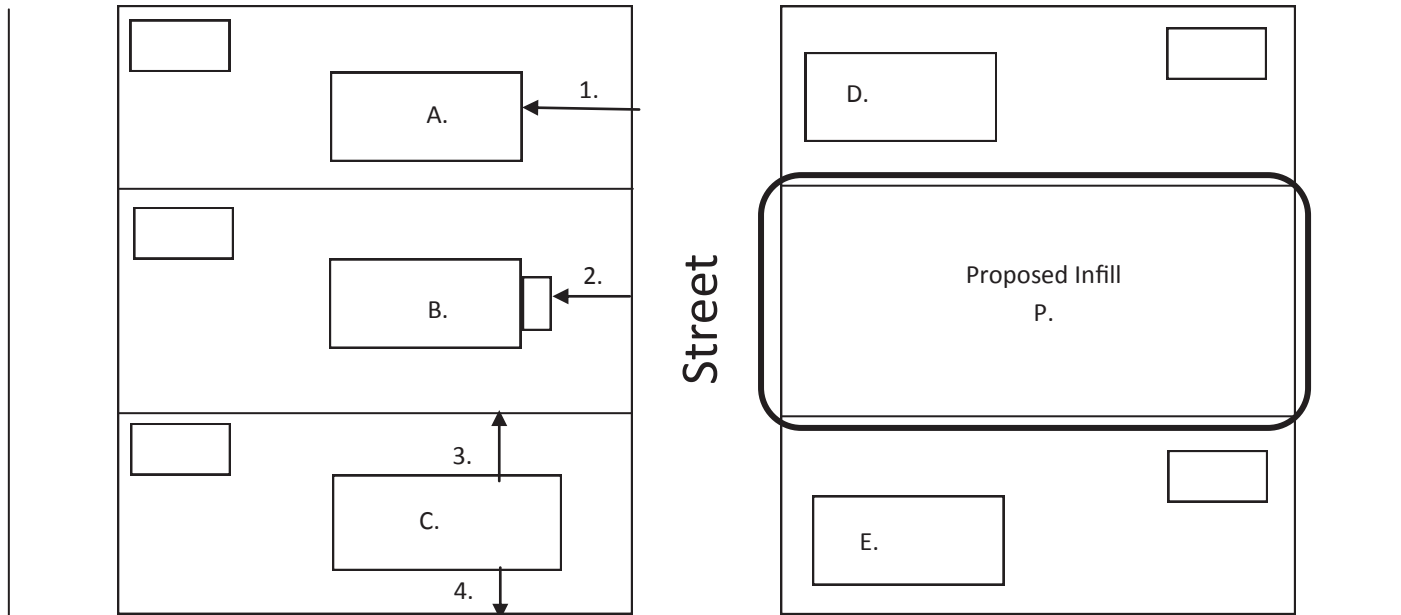 1.
A.
2.
B.
3.
C.
4.
Street
D.
Proposed Infill
P.
E.